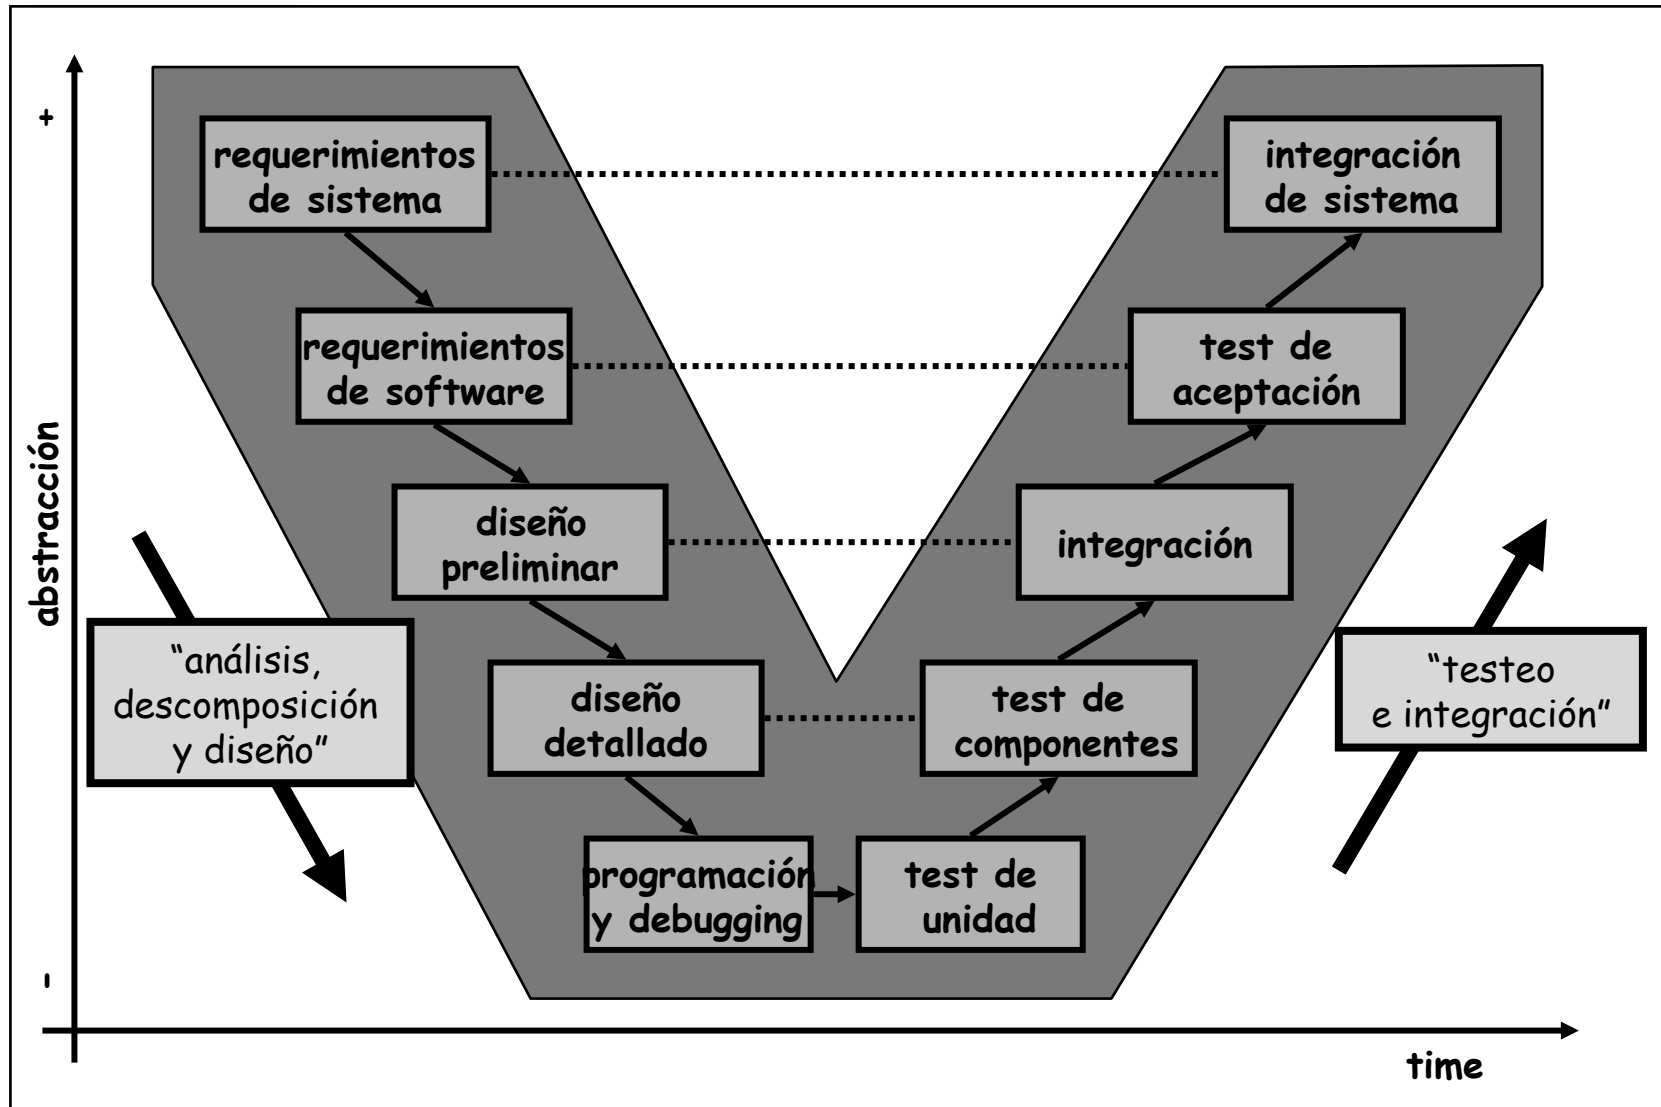 +
requerimientos
de sistema
integración
de sistema
requerimientos
de software
test de
aceptación
abstracción
diseño
preliminar
integración
“análisis,
descomposición
y diseño”
diseño
detallado
test de
componentes
“testeo
e integración”
programación
y debugging
test de
unidad
-
time